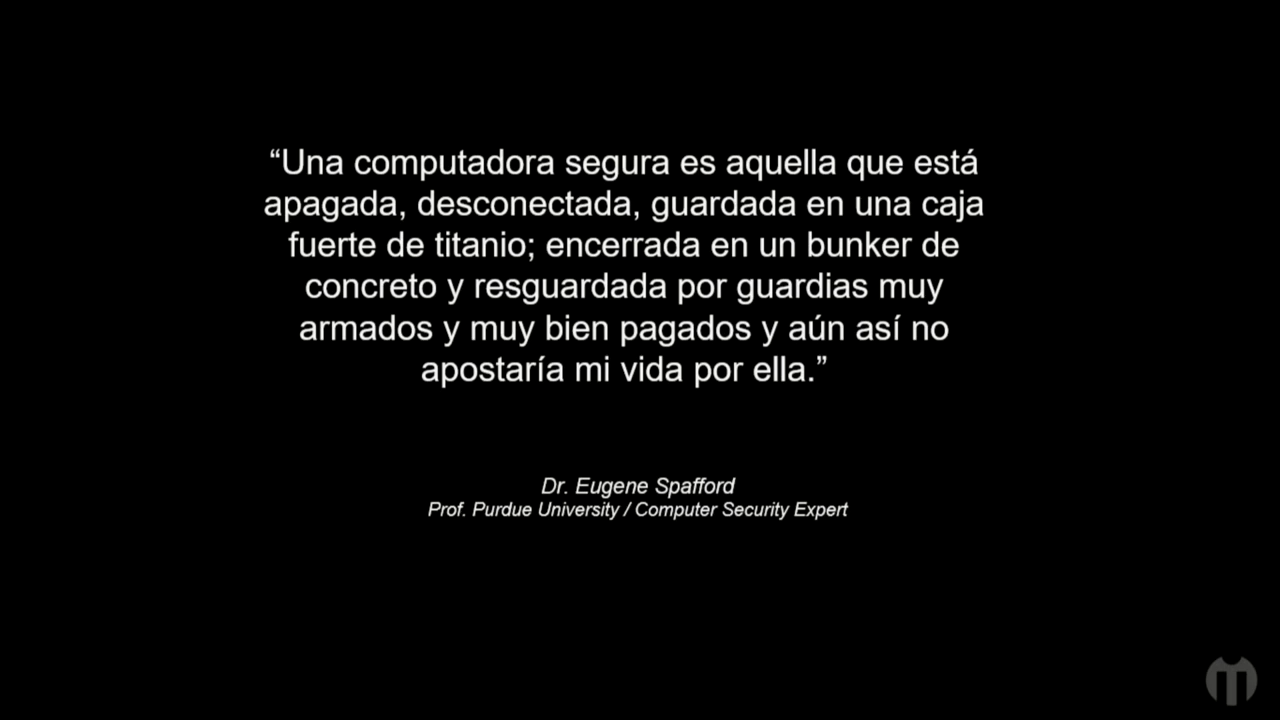 “Una computadora segura es aquella que está
apagada, desconectada, guardada en una caja
fuerte de titanio; encerrada en un bunker de
concreto y resguardada por guardias muy
armados y muy bien pagados y aún así no
apostaría mi vida por ella.”
Dr. Eugene Spafford
Prof. Purdue University / Computer Security Expert